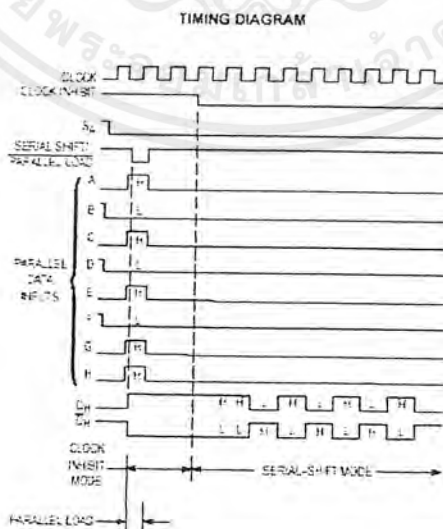 TIMING DIAGRAM
CLOCK
CLOCK INHIBIT
SA
SERIAL SHIFT/
PARALLEL LOAD
A H
B L
C H
D L
E H
F L
G H
H H
PARALLEL
DATA
INPUTS
QH H H L H L H L H
QH L L H L H L H L
CLOCK
INHIBIT
MODE
SERIAL-SHIFT MODE
PARALLEL LOAD